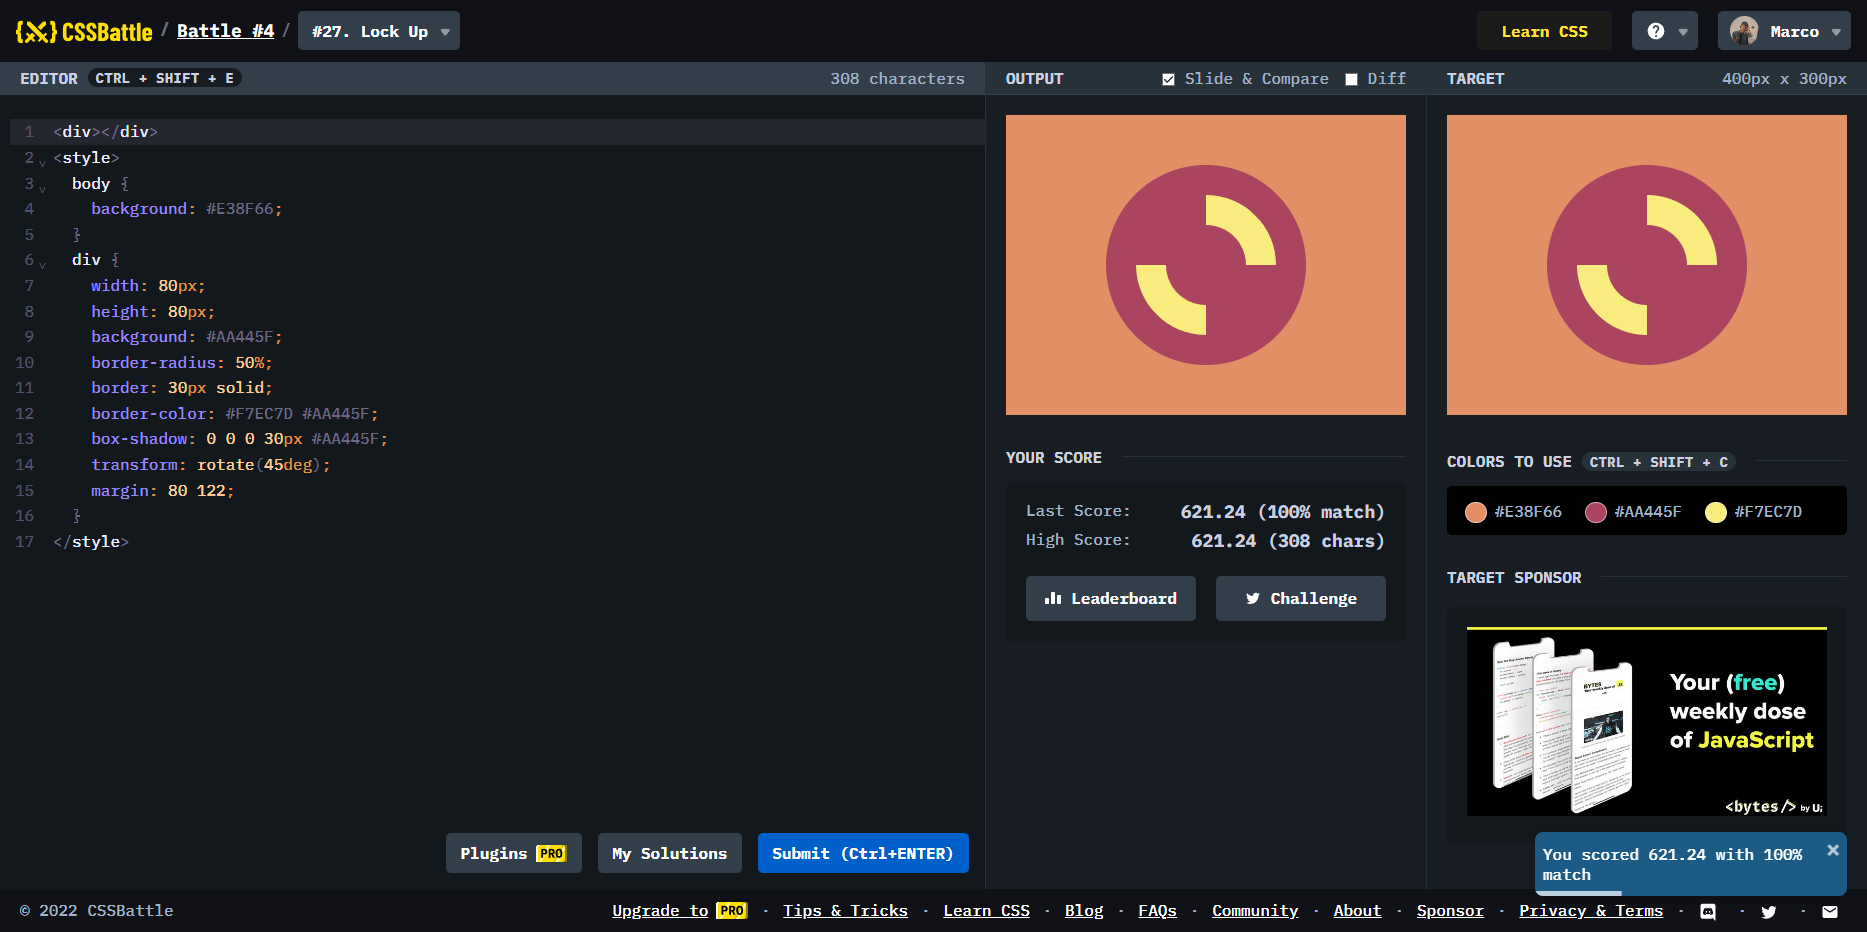 {X} CSSBattle / Battle #4 / #27. Lock Up
Learn CSS
?
Marco
EDITOR CTRL + SHIFT + E
308 characters
OUTPUT
Slide & Compare
Diff
TARGET
400px x 300px
1 <div></div>
2 <style>
3 body {
4 background: #E38F66;
5 }
6 div {
7 width: 80px;
8 height: 80px;
9 background: #AA445F;
10 border-radius: 50%;
11 border: 30px solid;
12 border-color: #F7EC7D #AA445F;
13 box-shadow: 0 0 0 30px #AA445F;
14 transform: rotate(45deg);
15 margin: 80 122;
16 }
17 </style>
Plugins PRO
My Solutions
Submit (Ctrl+ENTER)
YOUR SCORE
Last Score: 621.24 (100% match)
High Score: 621.24 (308 chars)
Leaderboard
Challenge
COLORS TO USE CTRL + SHIFT + C
#E38F66 #AA445F #F7EC7D
TARGET SPONSOR
BYTES
Your (free)
weekly dose
of JavaScript
<bytes/> by Ui
You scored 621.24 with 100%
match
© 2022 CSSBattle
Upgrade to PRO · Tips & Tricks · Learn CSS · Blog · FAQs · Community · About · Sponsor · Privacy & Terms · · ·